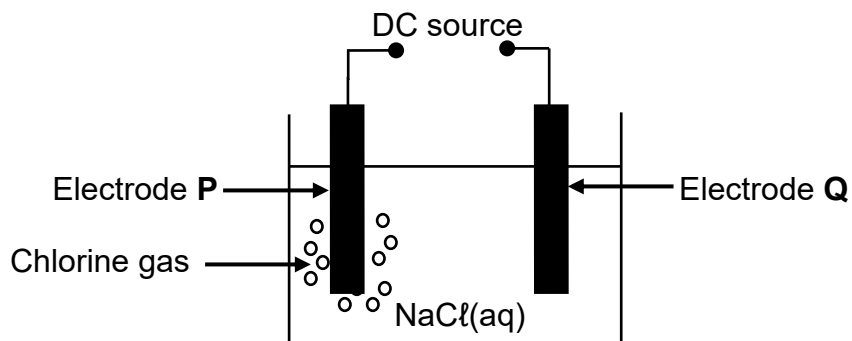 DC source
Electrode P
Electrode Q
Chlorine gas
NaCℓ(aq)